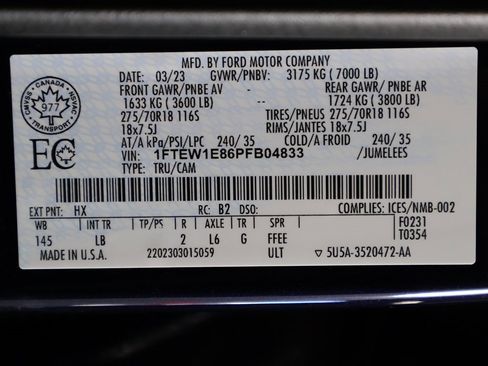 MFD. BY FORD MOTOR COMPANY
DATE: 03/23 GVWR/PNBV: 3175 KG (7000 LB)
FRONT GAWR/ PNBE AV REAR GAWR/ PNBE AR
1633 KG (3600 LB) -- 1724 KG (3800 LB)
275/70R18 116S TIRES/PNEUS 275/70R18 116S
18x7.5J RIMS/JANTES 18x7.5J
AT/A kPa/PSI/LPC 240/ 35 COLD/A FROID 240/ 35
VIN: 1FTEW1E86PFB04833 /JUMELEES
TYPE: TRU/CAM
CMVSS · CANADA · NSVAC
977
TRANSPORT
EC
EXT PNT: HX RC: B2 DSO: COMPLIES: ICES/NMB-002
WB INT TR TP/PS R AXLE TR SPR F0231
145 LB 2 L6 G FFEE T0354
MADE IN U.S.A. 2202303015059 ULT 5U5A-3520472-AA